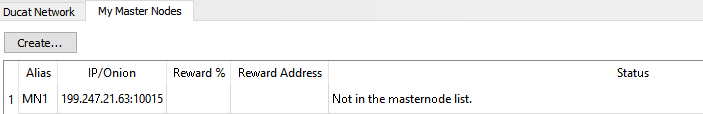 Ducat Network My Master Nodes
Create...
Alias IP/Onion Reward % Reward Address Status
1 MN1 199.247.21.63:10015 Not in the masternode list.